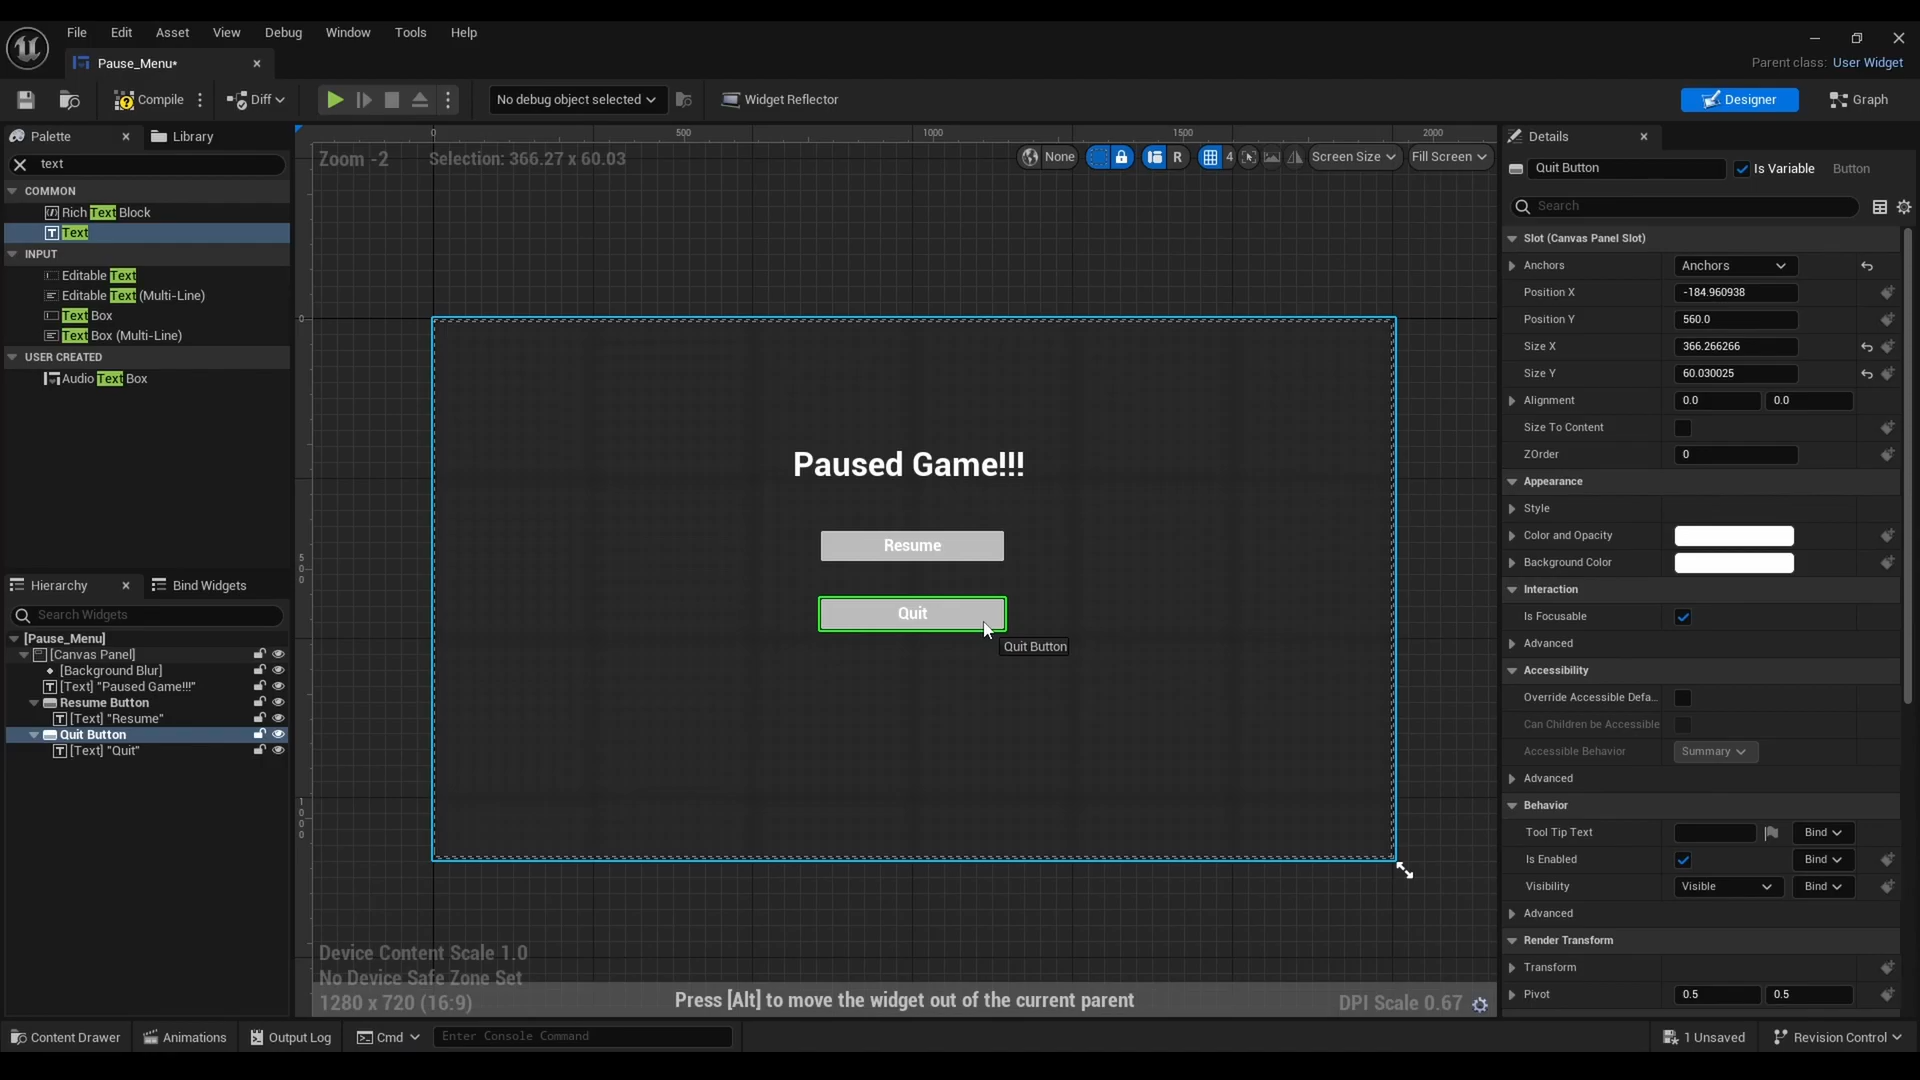 File Edit Asset View Debug Window Tools Help
Pause_Menu*
Parent class: User Widget
Compile Diff No debug object selected Widget Reflector Designer Graph
Palette Library
text
COMMON
Rich Text Block
Text
INPUT
Editable Text
Editable Text (Multi-Line)
Text Box
Text Box (Multi-Line)
USER CREATED
Audio Text Box
Hierarchy Bind Widgets
Search Widgets
[Pause_Menu]
[Canvas Panel]
[Background Blur]
[Text] "Paused Game!!!"
Resume Button
[Text] "Resume"
Quit Button
[Text] "Quit"
0 500 1000 1500 2000
Zoom -2 Selection: 366.27 x 60.03
None R 4 Screen Size Fill Screen
0
500
1000
Paused Game!!!
Resume
Quit
Quit Button
Device Content Scale 1.0
No Device Safe Zone Set
1280 x 720 (16:9)
Press [Alt] to move the widget out of the current parent
DPI Scale 0.67
Details
Quit Button Is Variable Button
Search
Slot (Canvas Panel Slot)
Anchors Anchors
Position X -184.960938
Position Y 560.0
Size X 366.266266
Size Y 60.030025
Alignment 0.0 0.0
Size To Content
ZOrder 0
Appearance
Style
Color and Opacity
Background Color
Interaction
Is Focusable
Advanced
Accessibility
Override Accessible Defa...
Can Children be Accessible
Accessible Behavior Summary
Advanced
Behavior
Tool Tip Text Bind
Is Enabled Bind
Visibility Visible Bind
Advanced
Render Transform
Transform
Pivot 0.5 0.5
Content Drawer Animations Output Log Cmd Enter Console Command 1 Unsaved Revision Control